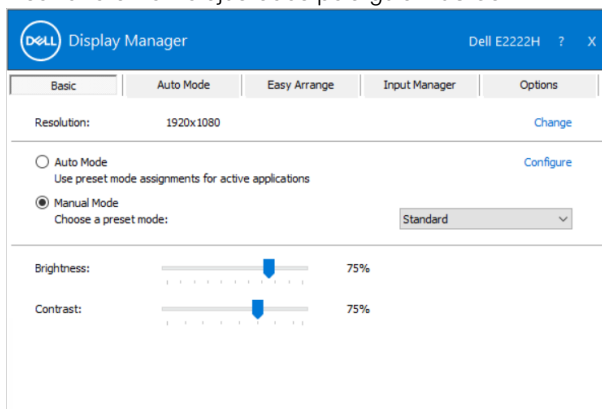 DELL Display Manager Dell E2222H ? X
Basic Auto Mode Easy Arrange Input Manager Options
Resolution: 1920x1080 Change
Auto Mode Configure
Use preset mode assignments for active applications
Manual Mode
Choose a preset mode: Standard
Brightness: 75%
Contrast: 75%